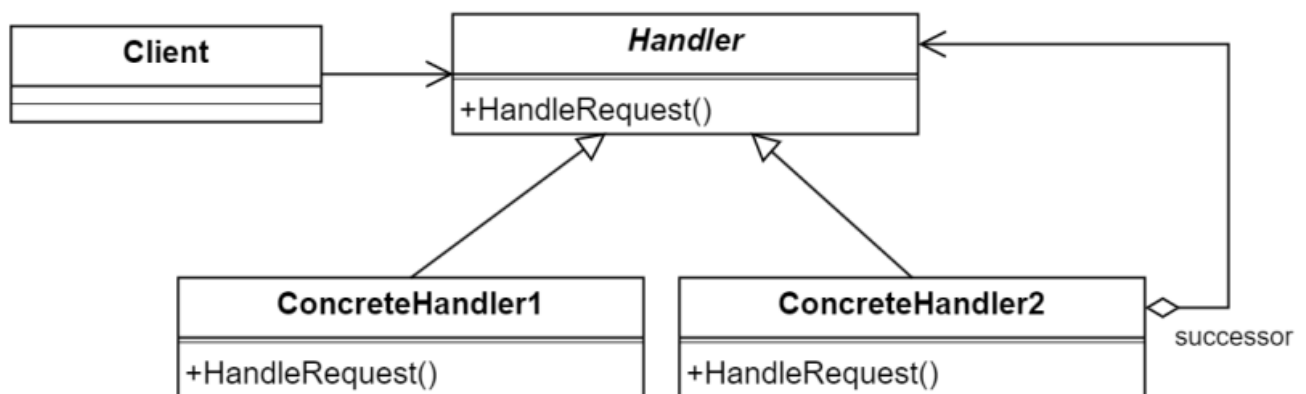 Client
Handler
+HandleRequest()
ConcreteHandler1
+HandleRequest()
ConcreteHandler2
+HandleRequest()
successor